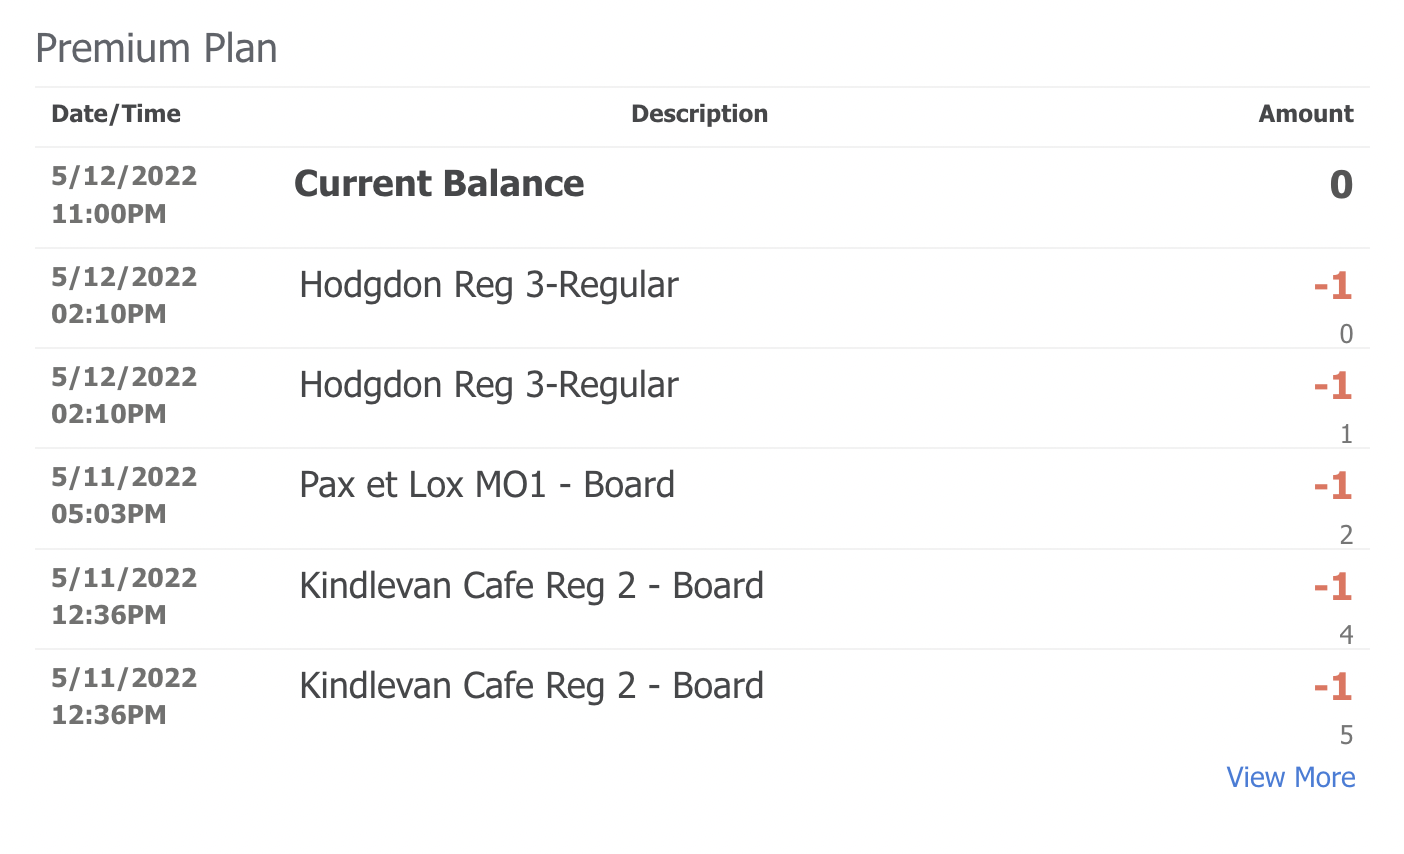 Premium Plan
Date/Time Description Amount
5/12/2022 Current Balance 0
11:00PM
5/12/2022 Hodgdon Reg 3-Regular -1
02:10PM 0
5/12/2022 Hodgdon Reg 3-Regular -1
02:10PM 1
5/11/2022 Pax et Lox MO1 - Board -1
05:03PM 2
5/11/2022 Kindlevan Cafe Reg 2 - Board -1
12:36PM 4
5/11/2022 Kindlevan Cafe Reg 2 - Board -1
12:36PM 5
View More